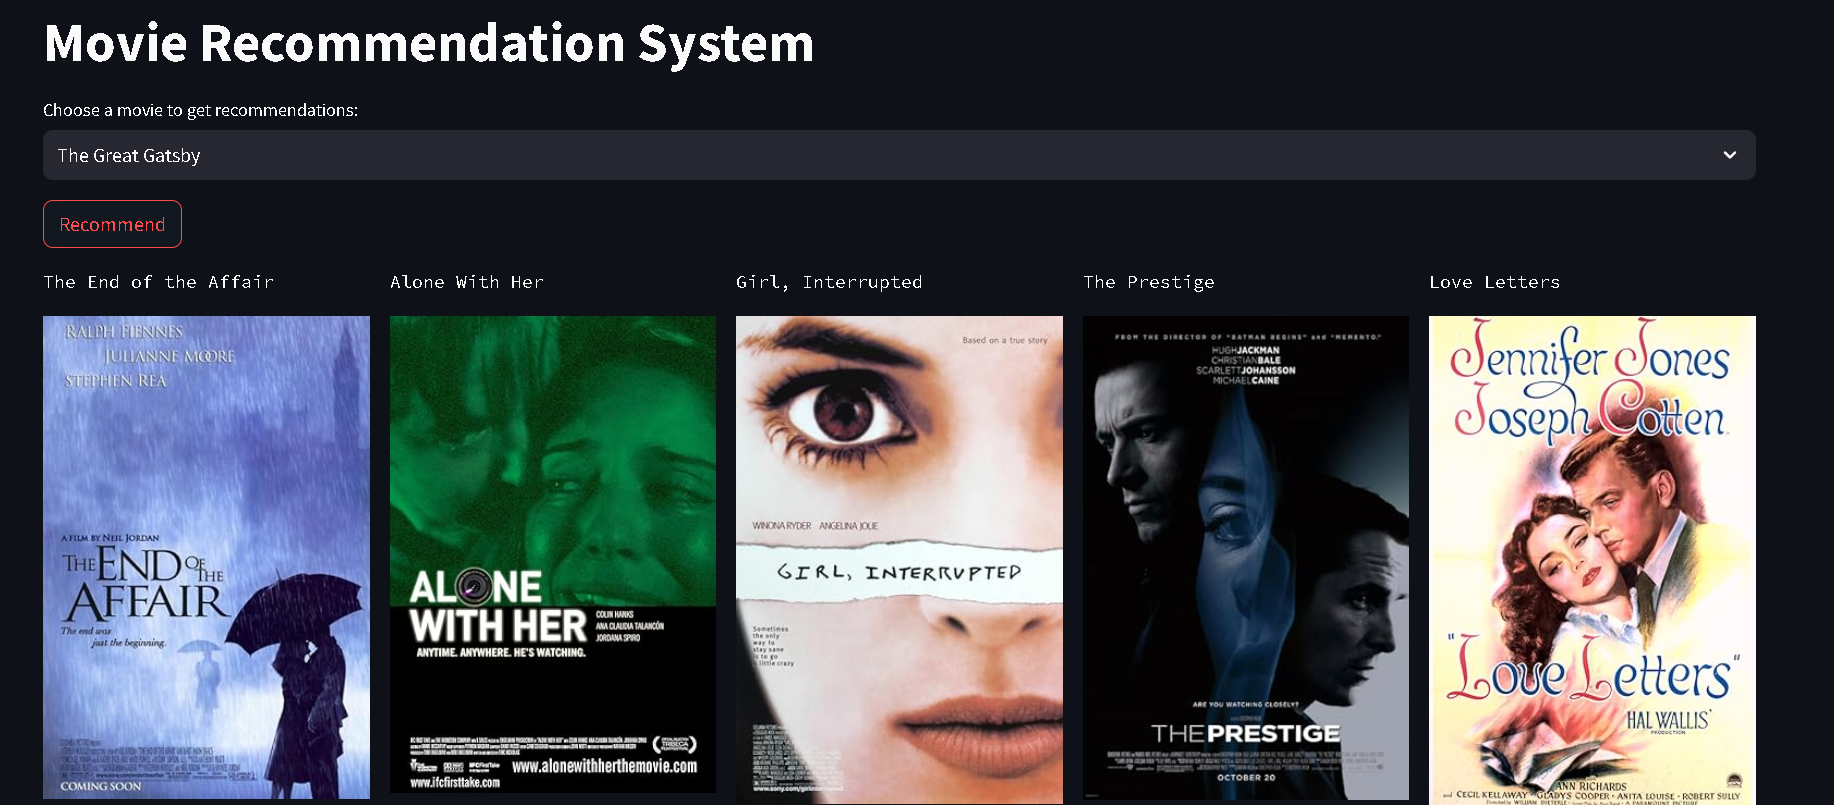 Movie Recommendation System
Choose a movie to get recommendations:
The Great Gatsby
Recommend
The End of the Affair
Alone With Her
Girl, Interrupted
The Prestige
Love Letters
RALPH FIENNES
JULIANNE MOORE
STEPHEN REA
A FILM BY NEIL JORDAN
THE END OF THE
AFFAIR
The end was
just the beginning.
COMING SOON
ALONE
WITH HER
COLIN HANKS
ANA CLAUDIA TALANCÓN
JORDANA SPIRO
ANYTIME. ANYWHERE. HE'S WATCHING.
www.alonewithherthemovie.com
www.ifcfirsttake.com
Based on a true story
WINONA RYDER ANGELINA JOLIE
GIRL, INTERRUPTED
Sometimes
the only
way to
stay sane
is to go
a little crazy
FROM THE DIRECTOR OF "BATMAN BEGINS" and "MEMENTO."
HUGH JACKMAN
CHRISTIAN BALE
SCARLETT JOHANSSON
MICHAEL CAINE
ARE YOU WATCHING CLOSELY?
THE PRESTIGE
OCTOBER 20
Jennifer Jones
Joseph Cotten
"Love Letters"
HAL WALLIS'
PRODUCTION
ANN RICHARDS
and CECIL KELLAWAY · GLADYS COOPER · ANITA LOUISE · ROBERT SULLY
Directed by WILLIAM DIETERLE
A PARAMOUNT PICTURE